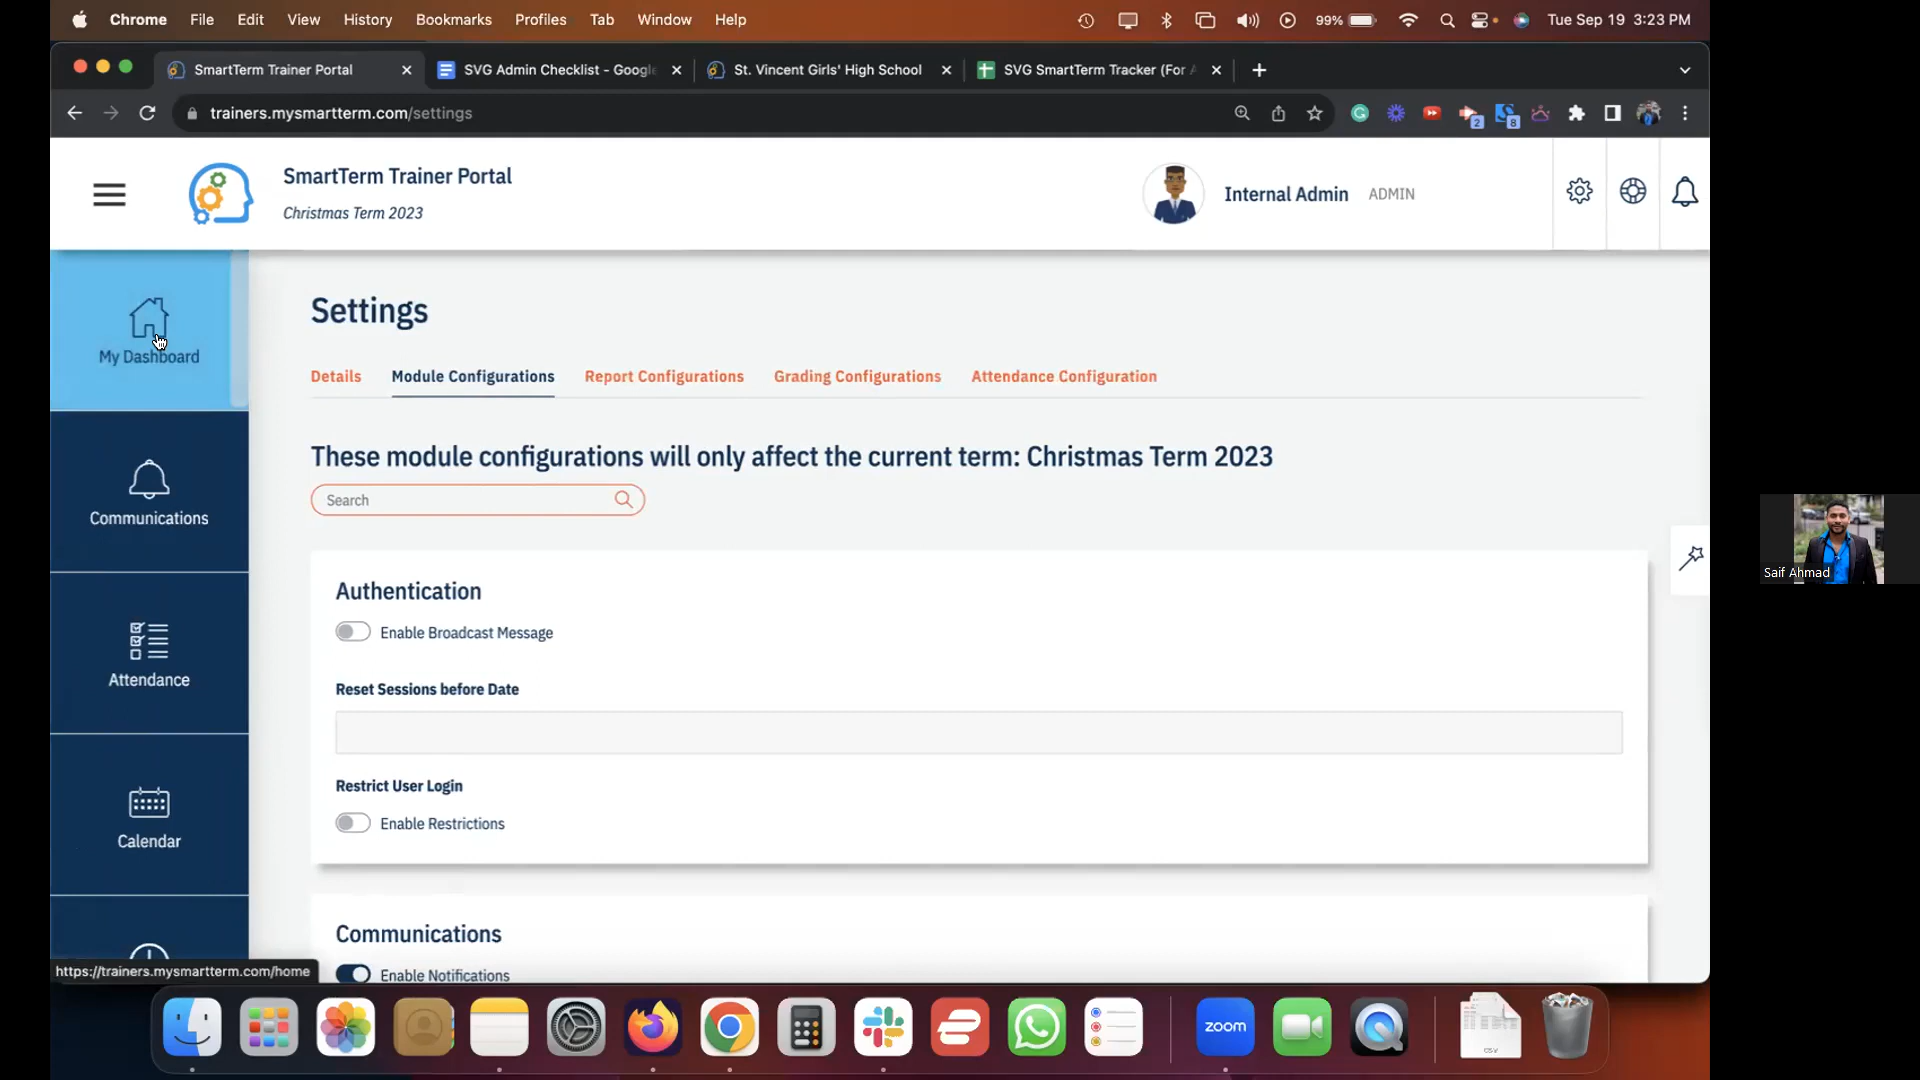 Chrome File Edit View History Bookmarks Profiles Tab Window Help 99% Tue Sep 19 3:23 PM
SmartTerm Trainer Portal SVG Admin Checklist - Google St. Vincent Girls' High School SVG SmartTerm Tracker (For A
trainers.mysmartterm.com/settings 2 8
SmartTerm Trainer Portal
Christmas Term 2023
Internal Admin ADMIN
My Dashboard
Communications
Attendance
Calendar
Settings
Details Module Configurations Report Configurations Grading Configurations Attendance Configuration
These module configurations will only affect the current term: Christmas Term 2023
Search
Authentication
Enable Broadcast Message
Reset Sessions before Date
Restrict User Login
Enable Restrictions
Communications
Enable Notifications
https://trainers.mysmartterm.com/home
zoom
CSV
Saif Ahmad